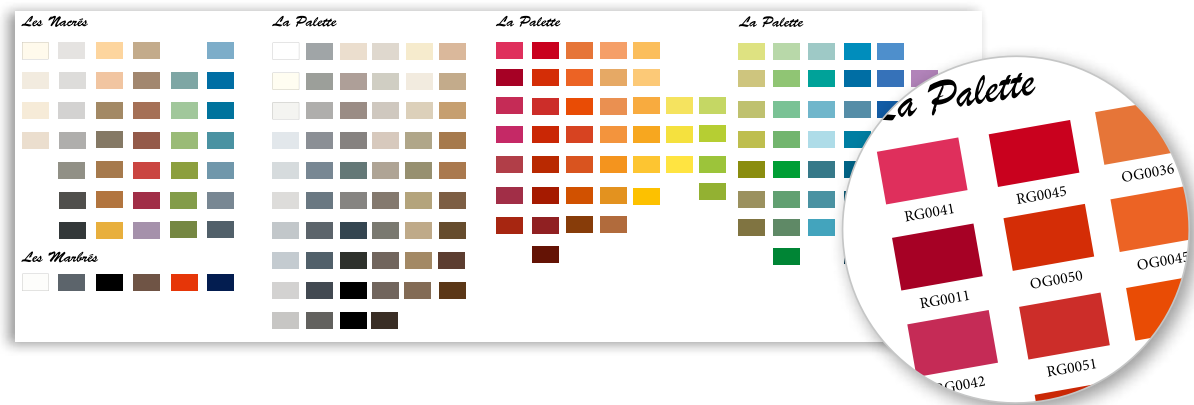 Les Nacrés
La Palette
La Palette
La Palette
Les Marbrés
La Palette
RG0041
RG0045
OG0036
RG0011
OG0050
OG0045
RG0042
RG0051